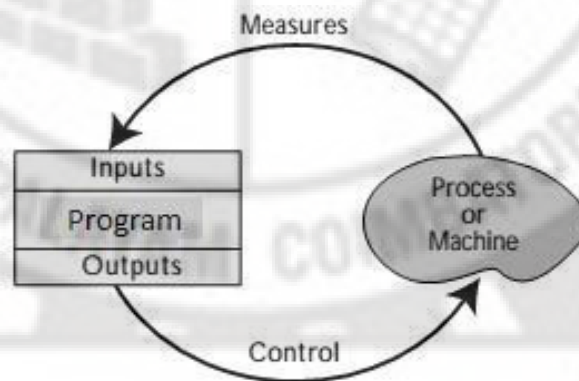 Measures
Inputs
Program
Outputs
Process
or
Machine
Control